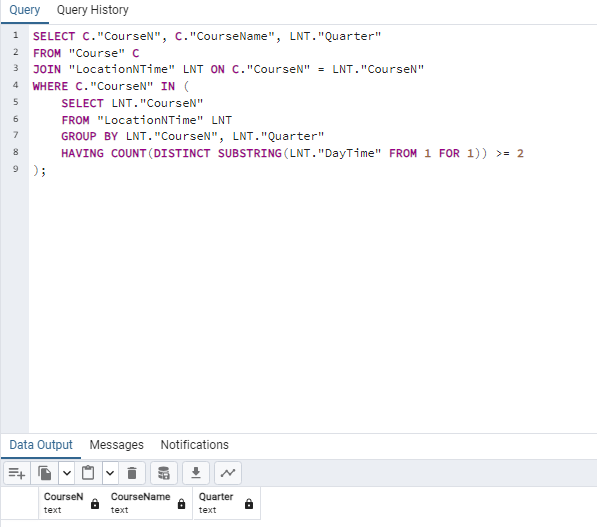 Query Query History
1 SELECT C."CourseN", C."CourseName", LNT."Quarter"
2 FROM "Course" C
3 JOIN "LocationNTime" LNT ON C."CourseN" = LNT."CourseN"
4 WHERE C."CourseN" IN (
5 SELECT LNT."CourseN"
6 FROM "LocationNTime" LNT
7 GROUP BY LNT."CourseN", LNT."Quarter"
8 HAVING COUNT(DISTINCT SUBSTRING(LNT."DayTime" FROM 1 FOR 1)) >= 2
9 );
Data Output Messages Notifications
CourseN CourseName Quarter
text text text